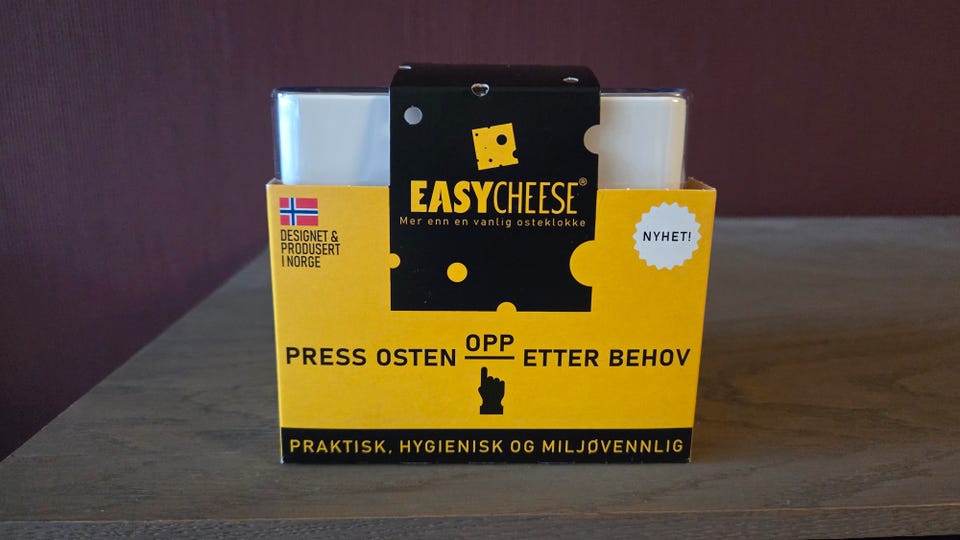 EASYCHEESE®
Mer enn en vanlig osteklokke
DESIGNET &
PRODUSERT
I NORGE
NYHET!
PRESS OSTEN OPP ETTER BEHOV
PRAKTISK, HYGIENISK OG MILJØVENNLIG